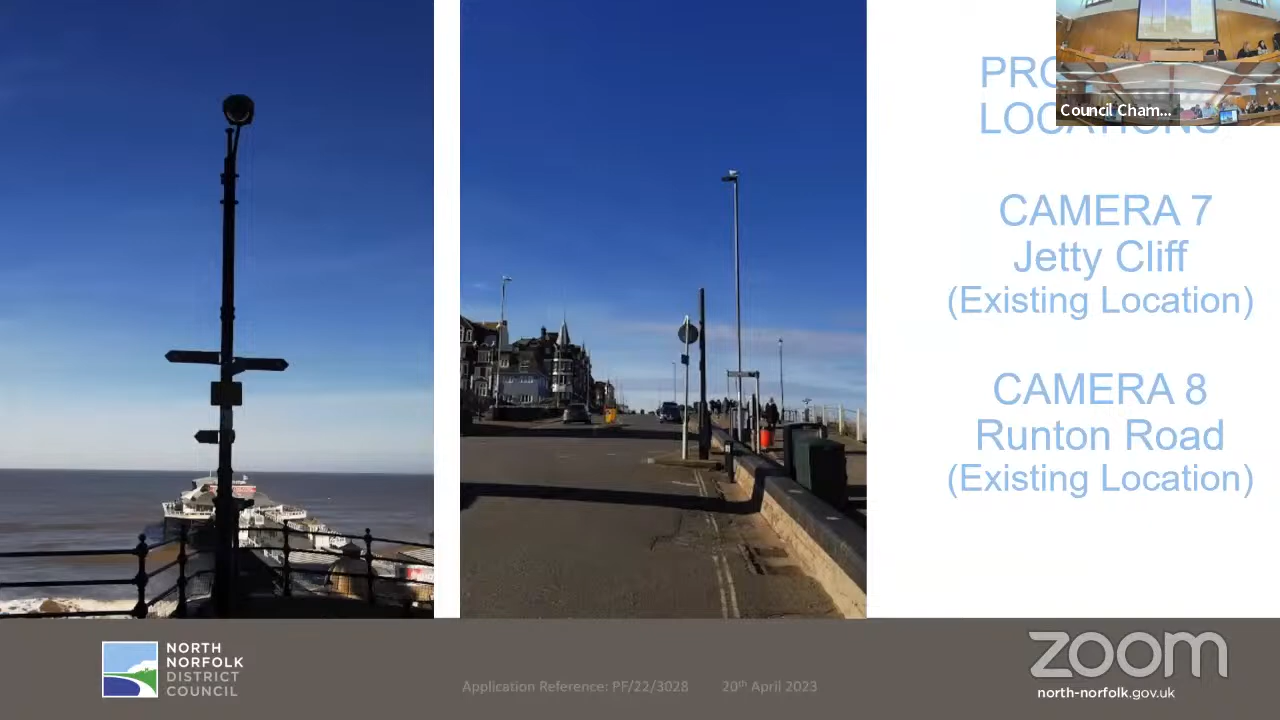 Council Cham...
LOCATIONS
CAMERA 7
Jetty Cliff
(Existing Location)
CAMERA 8
Runton Road
(Existing Location)
NORTH
NORFOLK
DISTRICT
COUNCIL
Application Reference: PF/22/3028 20th April 2023
zoom
north-norfolk.gov.uk